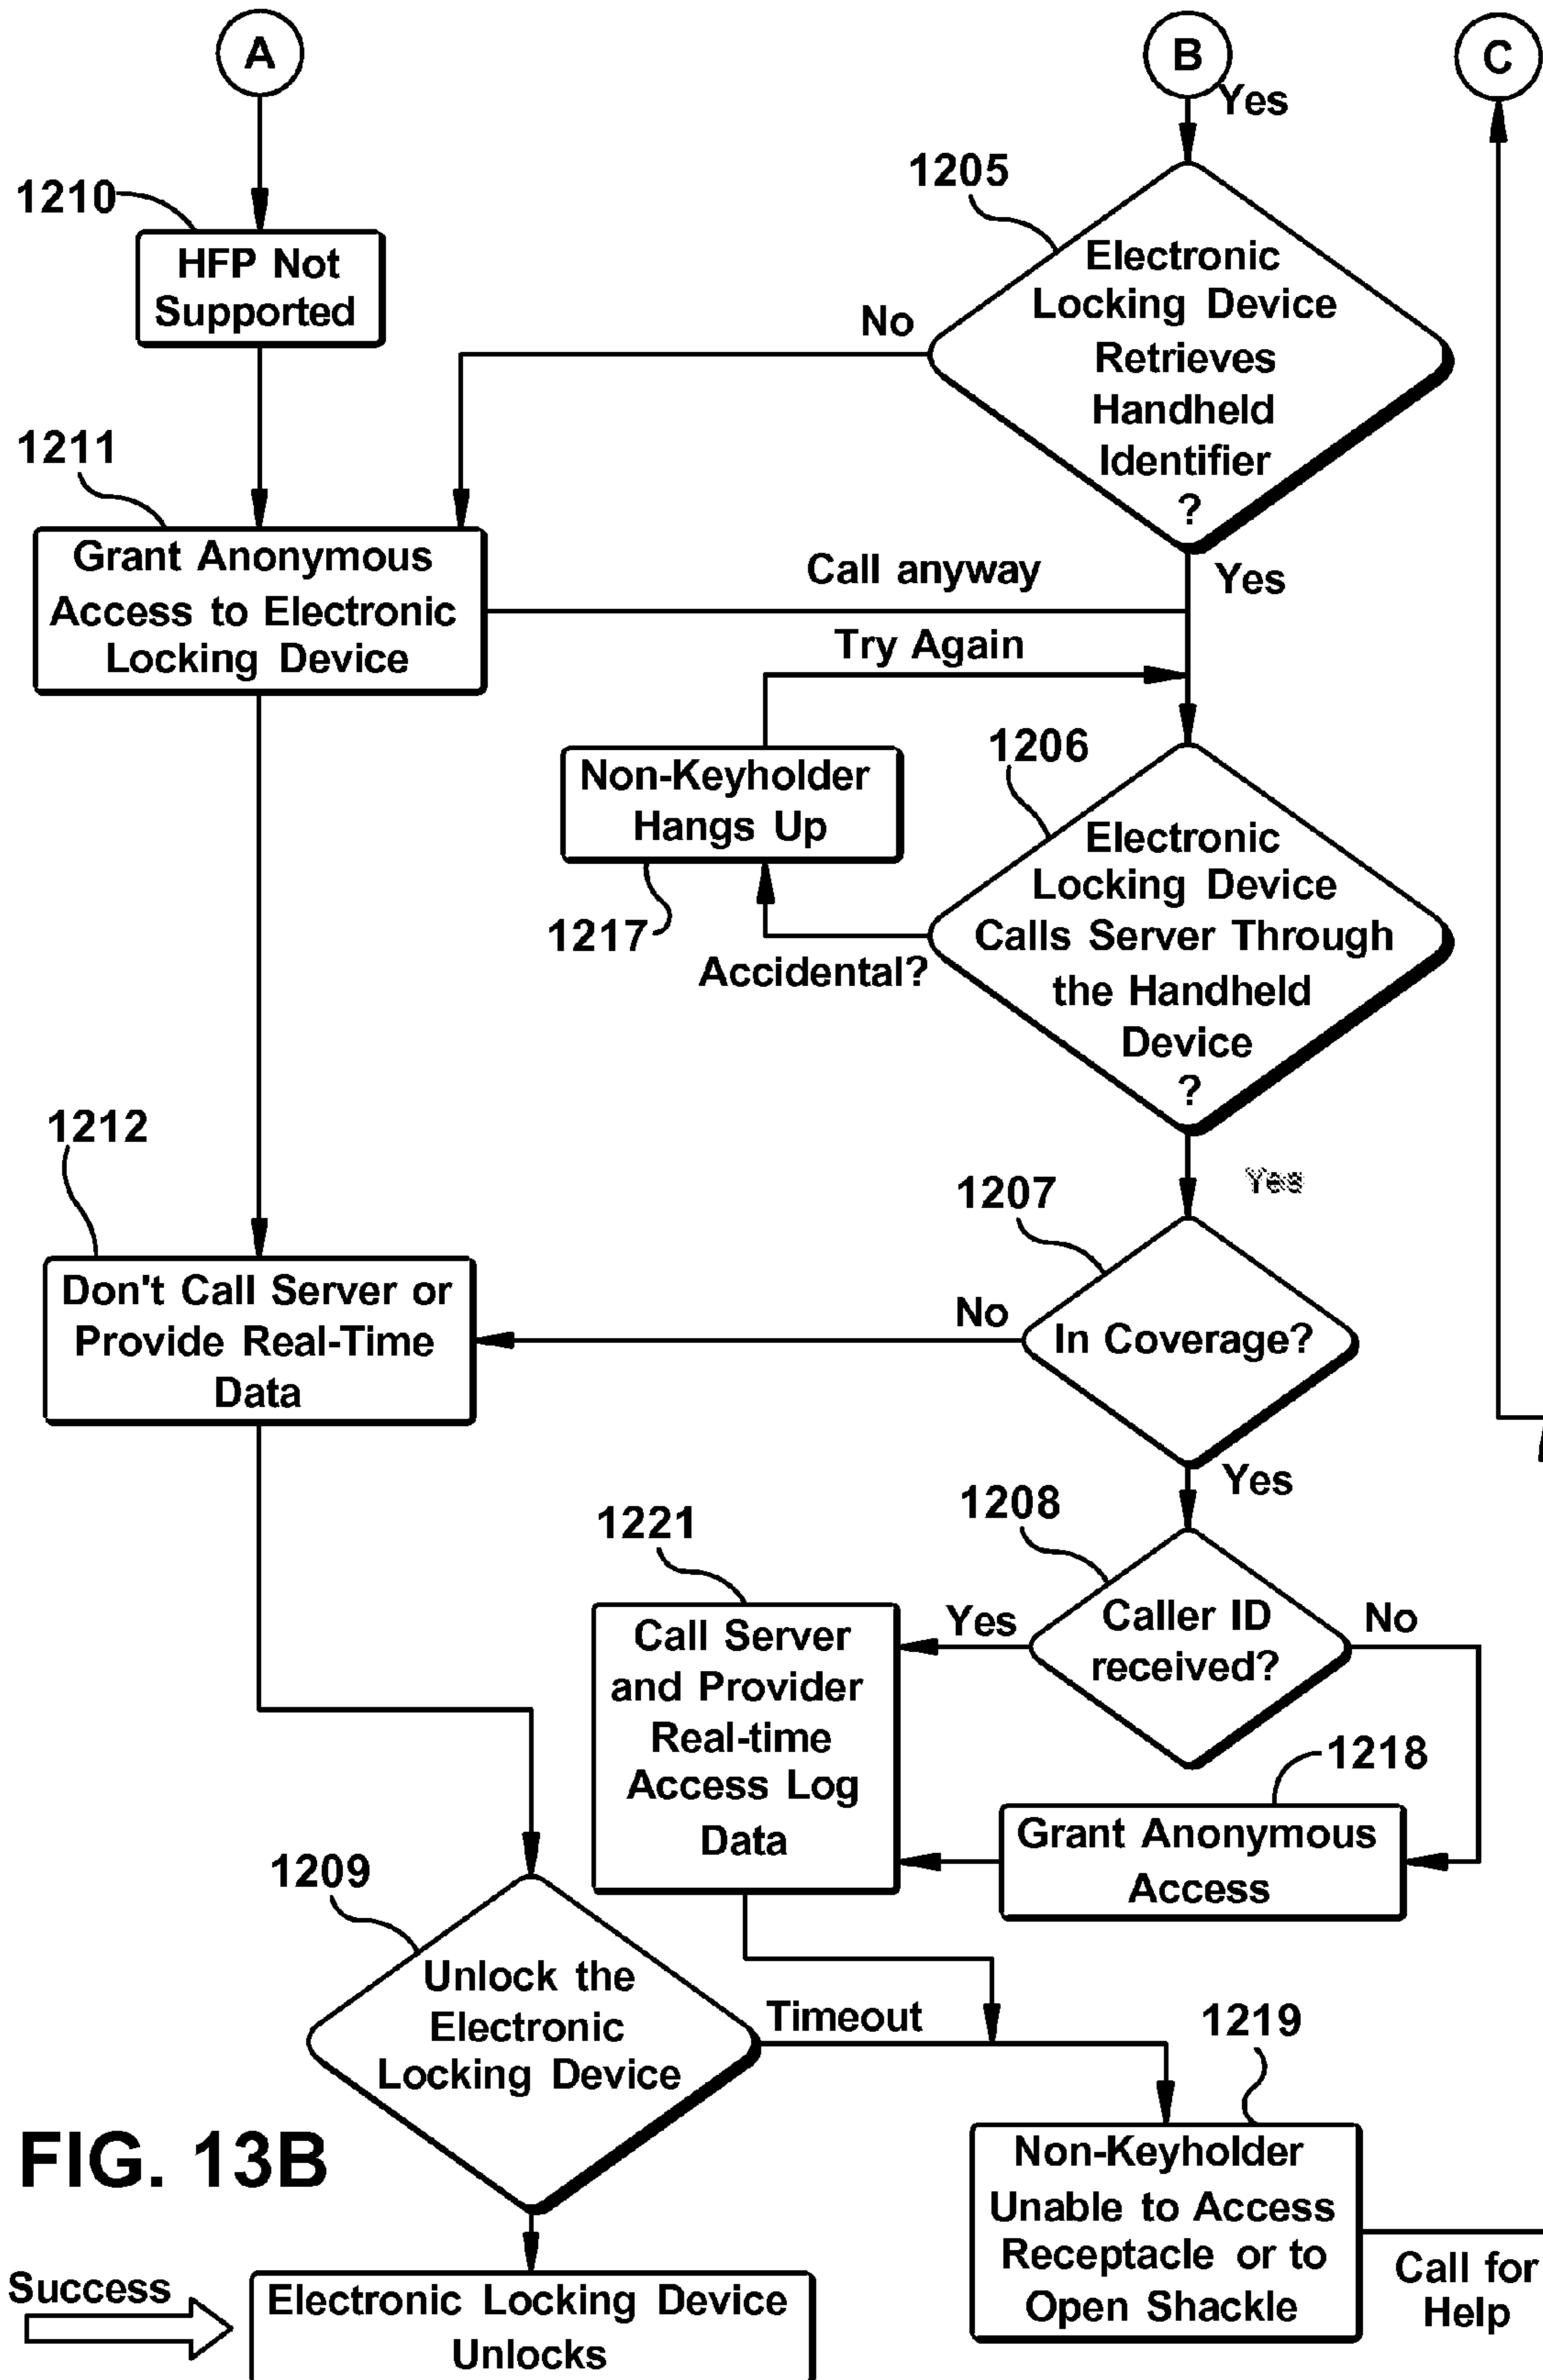 A
B
C
Yes
1205
1210
HFP Not
Supported
Electronic
Locking Device
Retrieves
Handheld
Identifier
?
No
1211
Grant Anonymous
Access to Electronic
Locking Device
Call anyway
Yes
Try Again
1206
Non-Keyholder
Hangs Up
1217
Accidental?
Electronic
Locking Device
Calls Server Through
the Handheld
Device
?
1212
Yes
1207
Don't Call Server or
Provide Real-Time
Data
No
In Coverage?
Yes
1208
1221
Call Server
and Provider
Real-time
Access Log
Data
Yes
Caller ID
received?
No
1218
Grant Anonymous
Access
1209
Unlock the
Electronic
Locking Device
Timeout
1219
Non-Keyholder
Unable to Access
Receptacle or to
Open Shackle
FIG. 13B
Call for
Help
Success
Electronic Locking Device
Unlocks